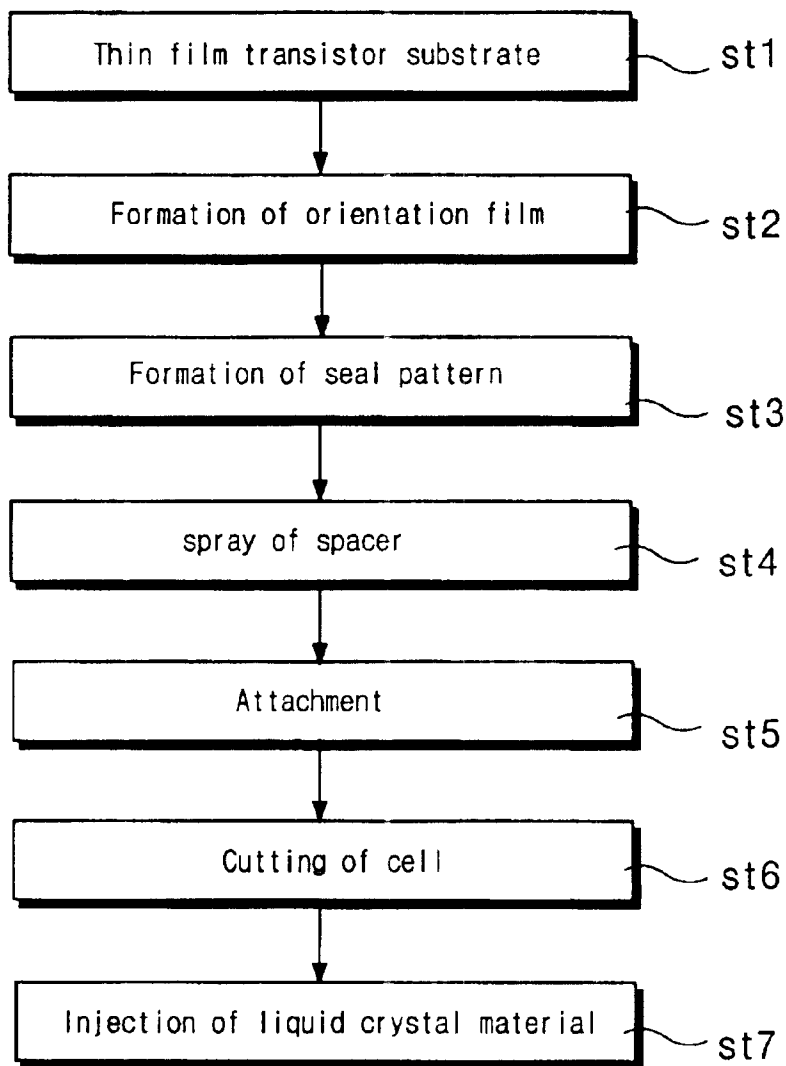 Thin film transistor substrate
st1
Formation of orientation film
st2
Formation of seal pattern
st3
spray of spacer
st4
Attachment
st5
Cutting of cell
st6
Injection of liquid crystal material
st7